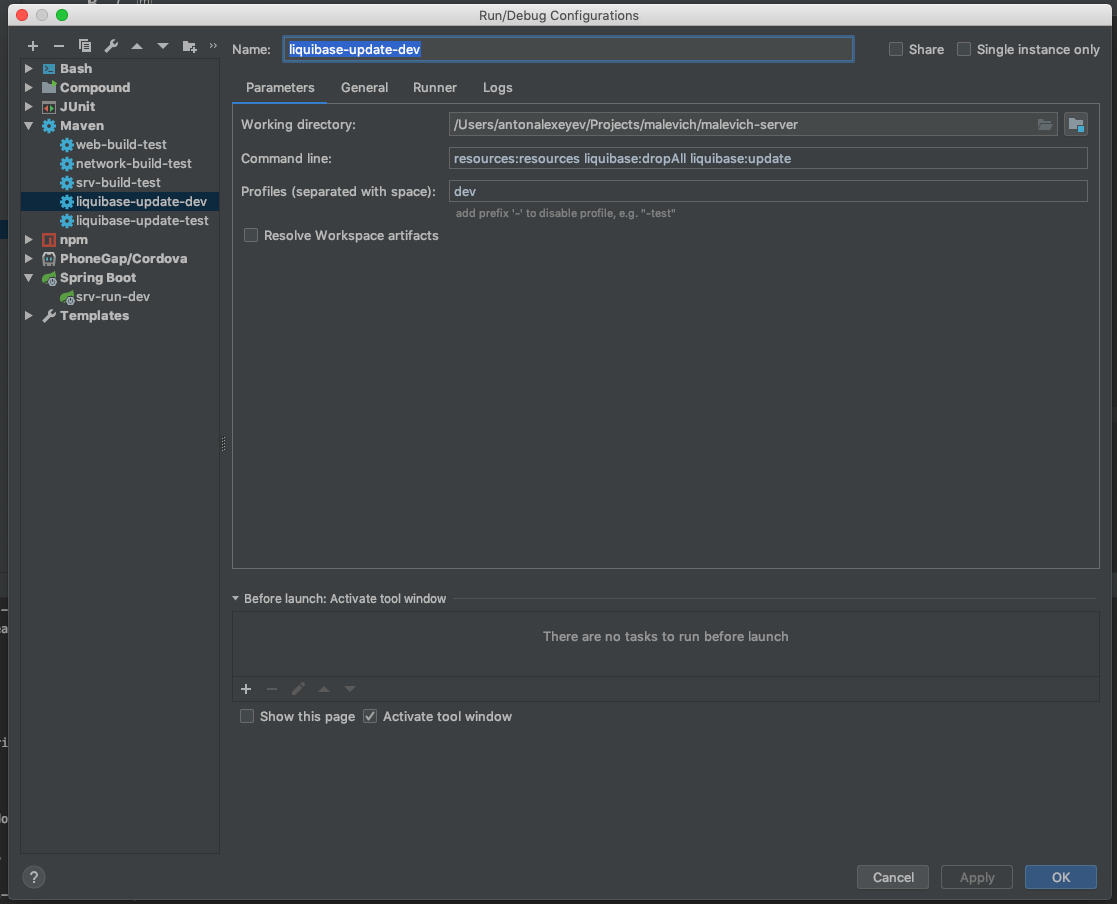 Run/Debug Configurations
Name: liquibase-update-dev
Share
Single instance only
Bash
Compound
JUnit
Maven
web-build-test
network-build-test
srv-build-test
liquibase-update-dev
liquibase-update-test
npm
PhoneGap/Cordova
Spring Boot
srv-run-dev
Templates
Parameters General Runner Logs
Working directory: /Users/antonalexeyev/Projects/malevich/malevich-server
Command line: resources:resources liquibase:dropAll liquibase:update
Profiles (separated with space): dev
add prefix '-' to disable profile, e.g. "-test"
Resolve Workspace artifacts
Before launch: Activate tool window
There are no tasks to run before launch
Show this page Activate tool window
? Cancel Apply OK